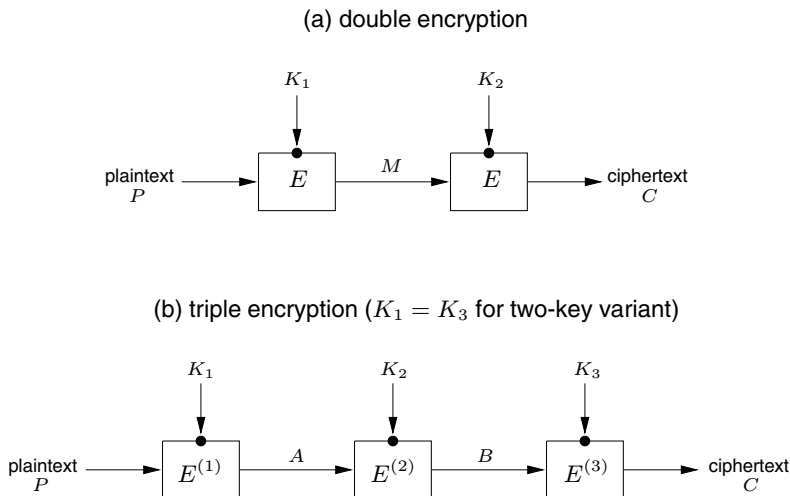 (a) double encryption
K₁ K₂
plaintext P E M E ciphertext C
(b) triple encryption (K₁ = K₃ for two-key variant)
K₁ K₂ K₃
plaintext P E⁽¹⁾ A E⁽²⁾ B E⁽³⁾ ciphertext C